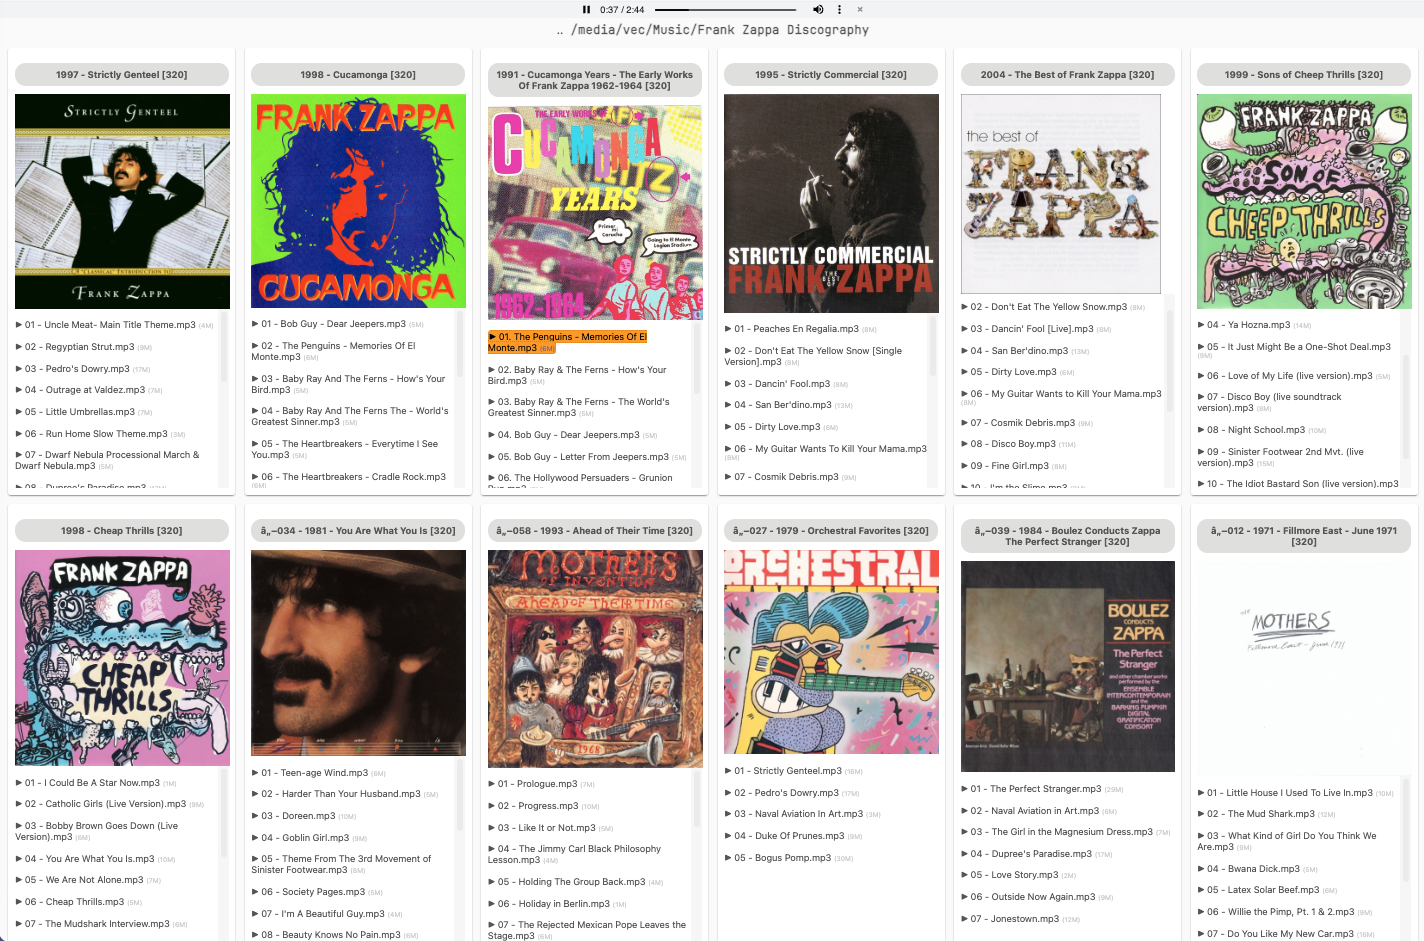 0:37 / 2:44
.. /media/vec/Music/Frank Zappa Discography
1997 - Strictly Genteel [320]
STRICTLY GENTEEL
A "CLASSICAL" INTRODUCTION TO
FRANK ZAPPA
▶ 01 - Uncle Meat- Main Title Theme.mp3 (4M)
▶ 02 - Regyptian Strut.mp3 (9M)
▶ 03 - Pedro's Dowry.mp3 (17M)
▶ 04 - Outrage at Valdez.mp3 (7M)
▶ 05 - Little Umbrellas.mp3 (7M)
▶ 06 - Run Home Slow Theme.mp3 (3M)
▶ 07 - Dwarf Nebula Processional March &
Dwarf Nebula.mp3 (5M)
▶ 08 - Dupree's Paradise.mp3
1998 - Cucamonga [320]
FRANK ZAPPA
CUCAMONGA
▶ 01 - Bob Guy - Dear Jeepers.mp3 (5M)
▶ 02 - The Penguins - Memories Of El
Monte.mp3 (6M)
▶ 03 - Baby Ray And The Ferns - How's Your
Bird.mp3 (5M)
▶ 04 - Baby Ray And The Ferns The - World's
Greatest Sinner.mp3 (5M)
▶ 05 - The Heartbreakers - Everytime I See
You.mp3 (6M)
▶ 06 - The Heartbreakers - Cradle Rock.mp3
(6M)
1991 - Cucamonga Years - The Early Works
Of Frank Zappa 1962-1964 [320]
THE EARLY WORKS OF
CUCAMONGA
YEARS
Going to El Monte
Legion Stadium
1962-1964
▶ 01. The Penguins - Memories Of El
Monte.mp3 (6M)
▶ 02. Baby Ray & The Ferns - How's Your
Bird.mp3 (5M)
▶ 03. Baby Ray & The Ferns - The World's
Greatest Sinner.mp3 (5M)
▶ 04. Bob Guy - Dear Jeepers.mp3 (5M)
▶ 05. Bob Guy - Letter From Jeepers.mp3 (5M)
▶ 06. The Hollywood Persuaders - Grunion
Run.mp3
1995 - Strictly Commercial [320]
STRICTLY COMMERCIAL
THE BEST OF
FRANK ZAPPA
▶ 01 - Peaches En Regalia.mp3 (8M)
▶ 02 - Don't Eat The Yellow Snow [Single
Version].mp3 (9M)
▶ 03 - Dancin' Fool.mp3 (8M)
▶ 04 - San Ber'dino.mp3 (13M)
▶ 05 - Dirty Love.mp3 (6M)
▶ 06 - My Guitar Wants To Kill Your Mama.mp3
(8M)
▶ 07 - Cosmik Debris.mp3 (9M)
2004 - The Best of Frank Zappa [320]
the best of
FRANK
ZAPPA
▶ 02 - Don't Eat The Yellow Snow.mp3 (8M)
▶ 03 - Dancin' Fool [Live].mp3 (8M)
▶ 04 - San Ber'dino.mp3 (13M)
▶ 05 - Dirty Love.mp3 (6M)
▶ 06 - My Guitar Wants to Kill Your Mama.mp3
(8M)
▶ 07 - Cosmik Debris.mp3 (9M)
▶ 08 - Disco Boy.mp3 (11M)
▶ 09 - Fine Girl.mp3 (8M)
▶ 10 - I'm the Slime.mp3
1999 - Sons of Cheep Thrills [320]
FRANK ZAPPA
SON OF
CHEEP THRILLS
▶ 04 - Ya Hozna.mp3 (14M)
▶ 05 - It Just Might Be a One-Shot Deal.mp3
(9M)
▶ 06 - Love of My Life (live version).mp3 (5M)
▶ 07 - Disco Boy (live soundtrack
version).mp3 (8M)
▶ 08 - Night School.mp3 (10M)
▶ 09 - Sinister Footwear 2nd Mvt. (live
version).mp3 (15M)
▶ 10 - The Idiot Bastard Son (live version).mp3
1998 - Cheap Thrills [320]
FRANK ZAPPA
CHEAP
THRILLS
▶ 01 - I Could Be A Star Now.mp3 (1M)
▶ 02 - Catholic Girls (Live Version).mp3 (9M)
▶ 03 - Bobby Brown Goes Down (Live
Version).mp3 (6M)
▶ 04 - You Are What You Is.mp3 (10M)
▶ 05 - We Are Not Alone.mp3 (7M)
▶ 06 - Cheap Thrills.mp3 (5M)
▶ 07 - The Mudshark Interview.mp3 (6M)
â„–034 - 1981 - You Are What You Is [320]
▶ 01 - Teen-age Wind.mp3 (6M)
▶ 02 - Harder Than Your Husband.mp3 (5M)
▶ 03 - Doreen.mp3 (10M)
▶ 04 - Goblin Girl.mp3 (9M)
▶ 05 - Theme From The 3rd Movement of
Sinister Footwear.mp3 (8M)
▶ 06 - Society Pages.mp3 (5M)
▶ 07 - I'm A Beautiful Guy.mp3 (4M)
▶ 08 - Beauty Knows No Pain.mp3 (6M)
â„–058 - 1993 - Ahead of Their Time [320]
MOTHERS
OF INVENTION
AHEAD OF THEIR TIME
1968
▶ 01 - Prologue.mp3 (7M)
▶ 02 - Progress.mp3 (10M)
▶ 03 - Like It or Not.mp3 (5M)
▶ 04 - The Jimmy Carl Black Philosophy
Lesson.mp3 (4M)
▶ 05 - Holding The Group Back.mp3 (4M)
▶ 06 - Holiday in Berlin.mp3 (1M)
▶ 07 - The Rejected Mexican Pope Leaves the
Stage.mp3 (6M)
â„–027 - 1979 - Orchestral Favorites [320]
ORCHESTRAL
▶ 01 - Strictly Genteel.mp3 (16M)
▶ 02 - Pedro's Dowry.mp3 (17M)
▶ 03 - Naval Aviation In Art.mp3 (3M)
▶ 04 - Duke Of Prunes.mp3 (9M)
▶ 05 - Bogus Pomp.mp3 (30M)
â„–039 - 1984 - Boulez Conducts Zappa
The Perfect Stranger [320]
BOULEZ
CONDUCTS
ZAPPA
The Perfect
Stranger
and other chamber works
performed by the
ENSEMBLE
INTERCONTEMPORAIN
and the
BARKING PUMPKIN
DIGITAL
GRATIFICATION
CONSORT
▶ 01 - The Perfect Stranger.mp3 (29M)
▶ 02 - Naval Aviation in Art.mp3 (6M)
▶ 03 - The Girl in the Magnesium Dress.mp3 (7M)
▶ 04 - Dupree's Paradise.mp3 (17M)
▶ 05 - Love Story.mp3 (2M)
▶ 06 - Outside Now Again.mp3 (9M)
▶ 07 - Jonestown.mp3 (12M)
â„–012 - 1971 - Fillmore East - June 1971
[320]
THE
MOTHERS
Fillmore East - June 1971
▶ 01 - Little House I Used To Live In.mp3 (10M)
▶ 02 - The Mud Shark.mp3 (12M)
▶ 03 - What Kind of Girl Do You Think We
Are.mp3 (9M)
▶ 04 - Bwana Dick.mp3 (5M)
▶ 05 - Latex Solar Beef.mp3 (6M)
▶ 06 - Willie the Pimp, Pt. 1 & 2.mp3 (9M)
▶ 07 - Do You Like My New Car.mp3 (16M)